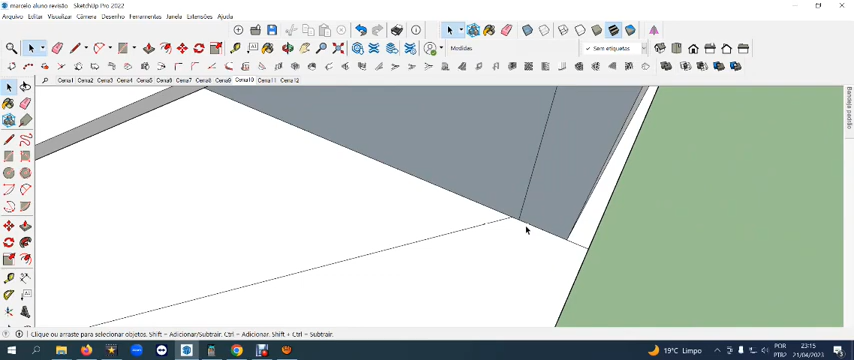 marcelo aluno revisão - SketchUp Pro 2022
Arquivo Editar Visualizar Câmera Desenho Ferramentas Janela Extensões Ajuda
Medidas
Sem etiquetas
Cena1 Cena2 Cena3 Cena4 Cena5 Cena6 Cena7 Cena8 Cena9 Cena10 Cena11 Cena12
Bandeja padrão
Clique ou arraste para selecionar objetos. Shift = Adicionar/Subtrair. Ctrl = Adicionar. Shift + Ctrl = Subtrair.
19°C Limpo
POR
PTB2
23:15
21/04/2023